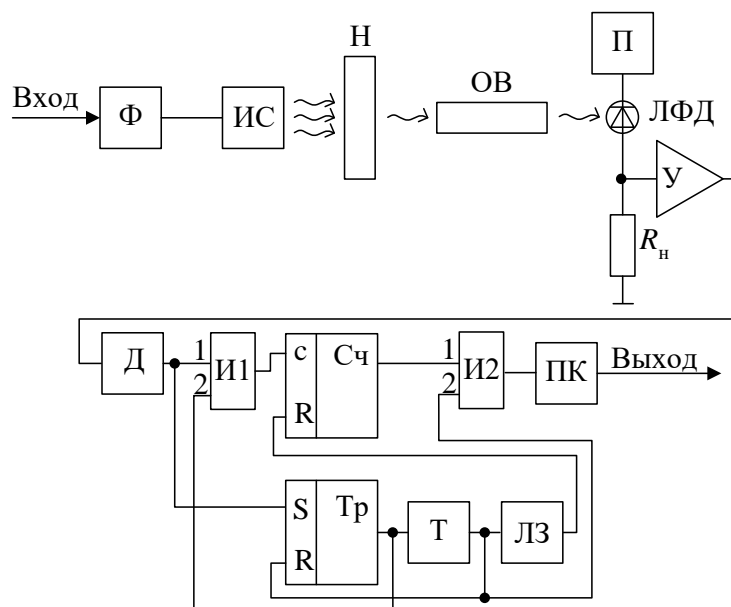 Н
П
ОВ
Вход
Ф
ИС
ЛФД
У
Rн
Д
1
2
И1
с
R
Сч
1
2
И2
ПК
Выход
S
R
Тр
Т
ЛЗ